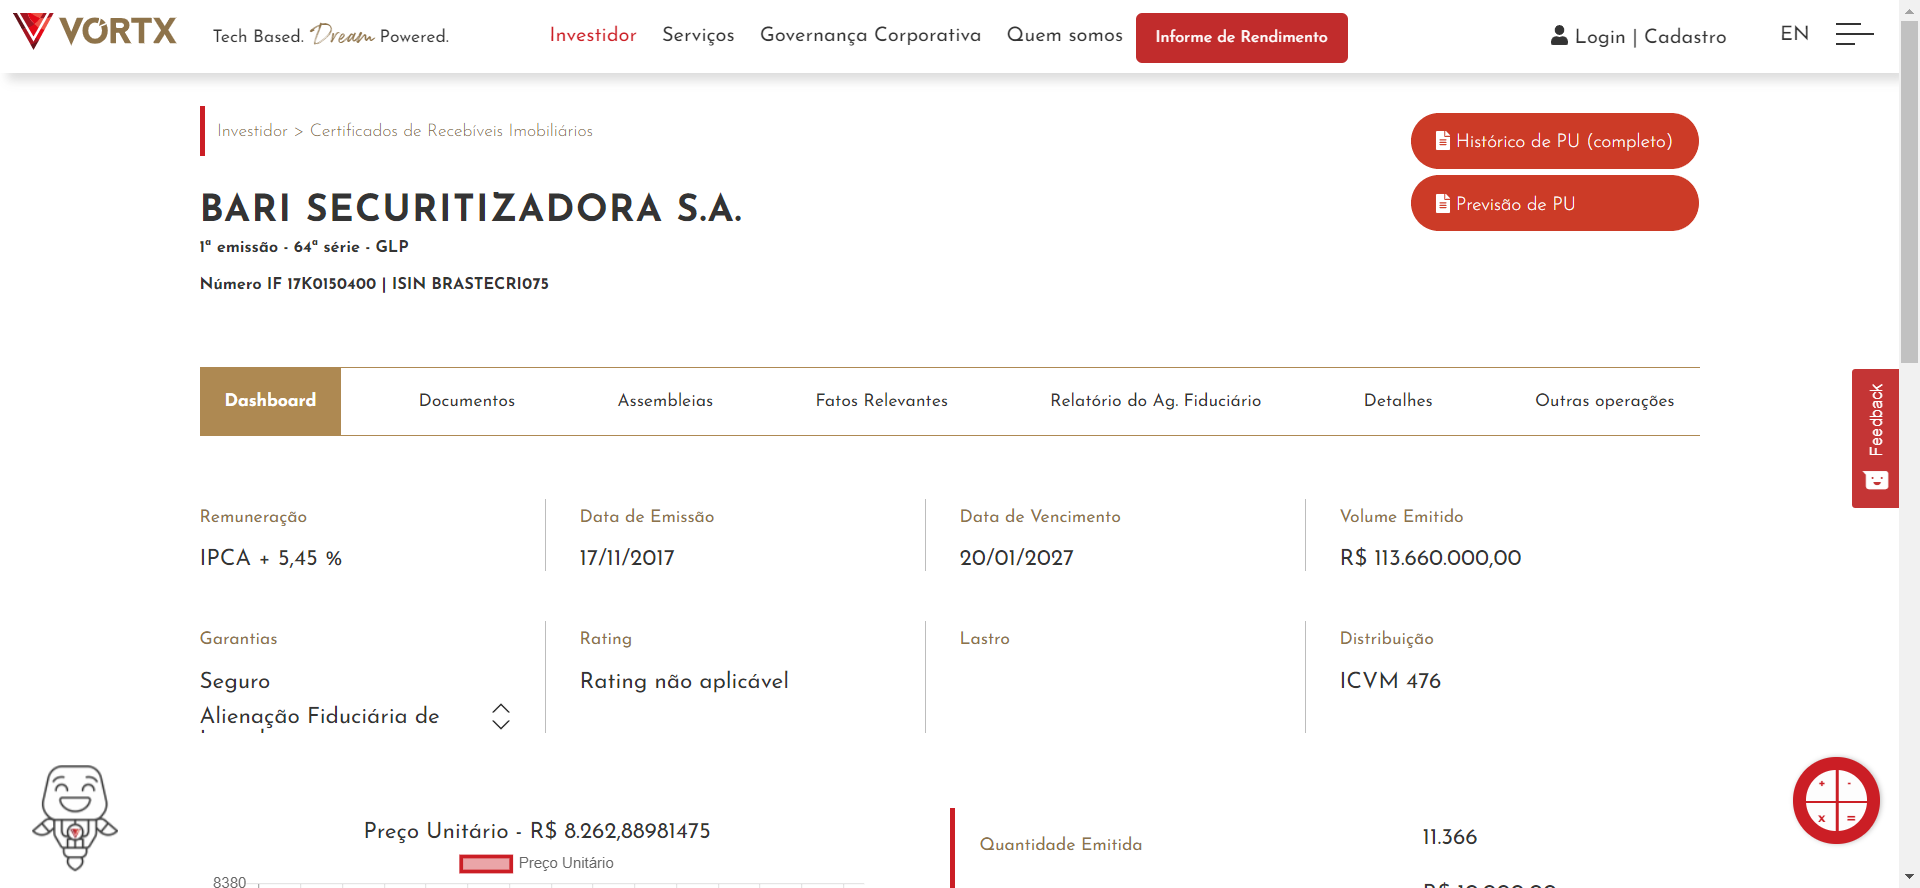 VÓRTX
Tech Based. Dream Powered.
Investidor
Serviços
Governança Corporativa
Quem somos
Informe de Rendimento
Login | Cadastro
EN
Investidor > Certificados de Recebíveis Imobiliários
Histórico de PU (completo)
Previsão de PU
BARI SECURITIZADORA S.A.
1ª emissão - 64ª série - GLP
Número IF 17K0150400 | ISIN BRASTECRI075
Dashboard
Documentos
Assembleias
Fatos Relevantes
Relatório do Ag. Fiduciário
Detalhes
Outras operações
Feedback
Remuneração
IPCA + 5,45 %
Data de Emissão
17/11/2017
Data de Vencimento
20/01/2027
Volume Emitido
R$ 113.660.000,00
Garantias
Seguro
Alienação Fiduciária de
Rating
Rating não aplicável
Lastro
Distribuição
ICVM 476
Preço Unitário - R$ 8.262,88981475
Preço Unitário
8380
Quantidade Emitida
11.366